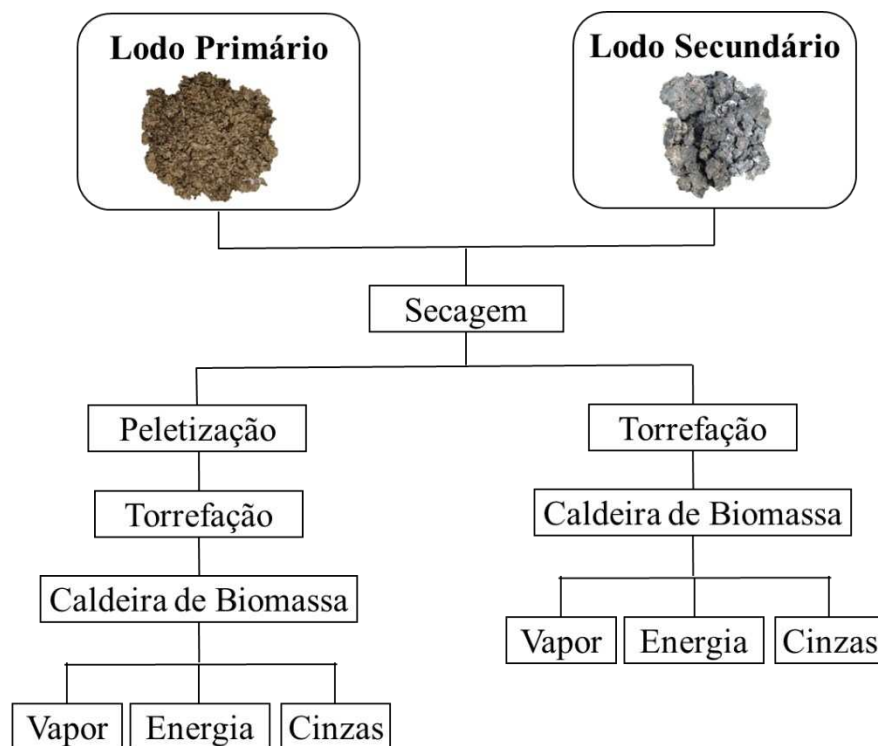 Lodo Primário
Lodo Secundário
Secagem
Peletização
Torrefação
Caldeira de Biomassa
Vapor
Energia
Cinzas
Torrefação
Caldeira de Biomassa
Vapor
Energia
Cinzas